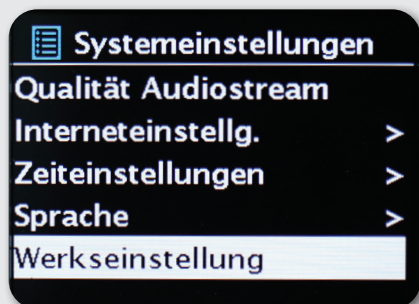 Systemeinstellungen
Qualität Audiostream
Interneteinstellg. >
Zeiteinstellungen >
Sprache >
Werkseinstellung